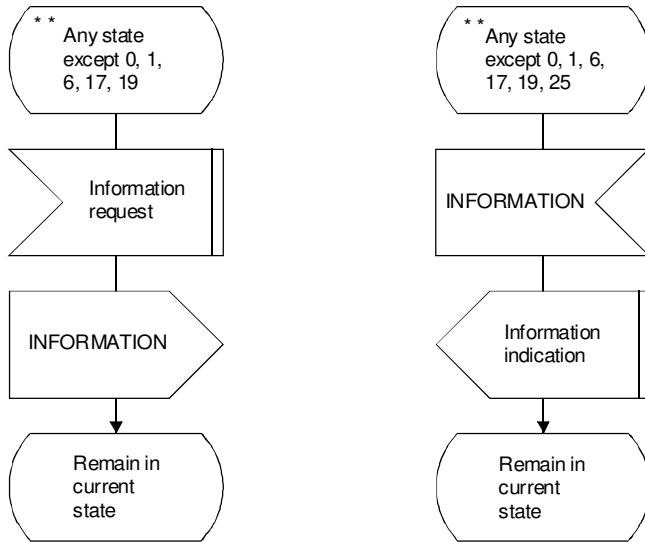 * * Any state
except 0, 1,
6, 17, 19
Information
request
INFORMATION
Remain in
current
state
* * Any state
except 0, 1, 6
17, 19, 25
INFORMATION
Information
indication
Remain in
current
state